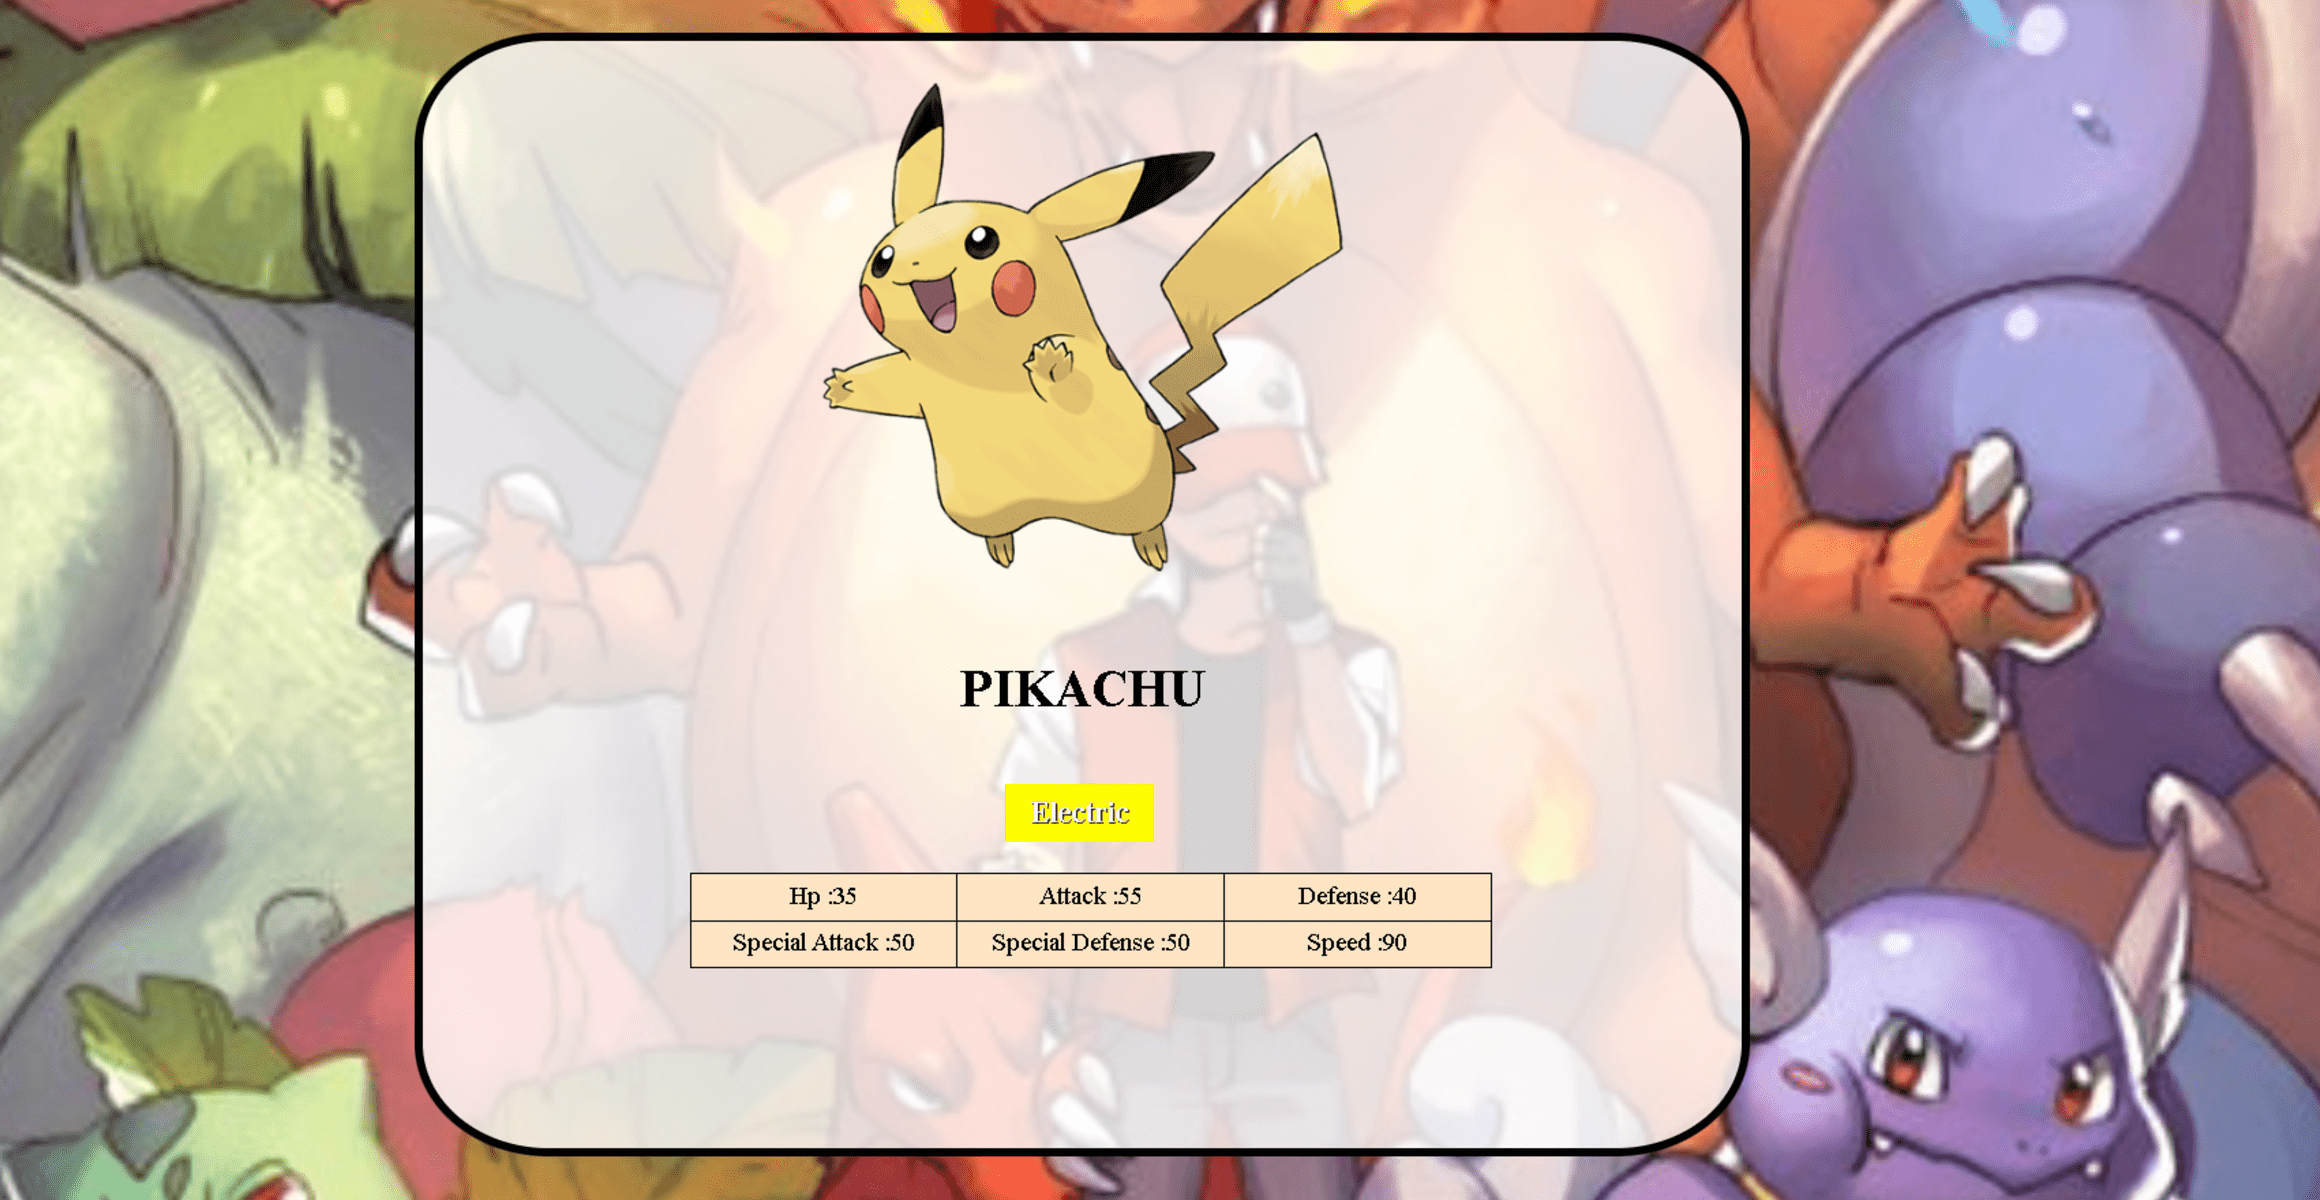 PIKACHU
Electric
Hp :35 Attack :55 Defense :40
Special Attack :50 Special Defense :50 Speed :90